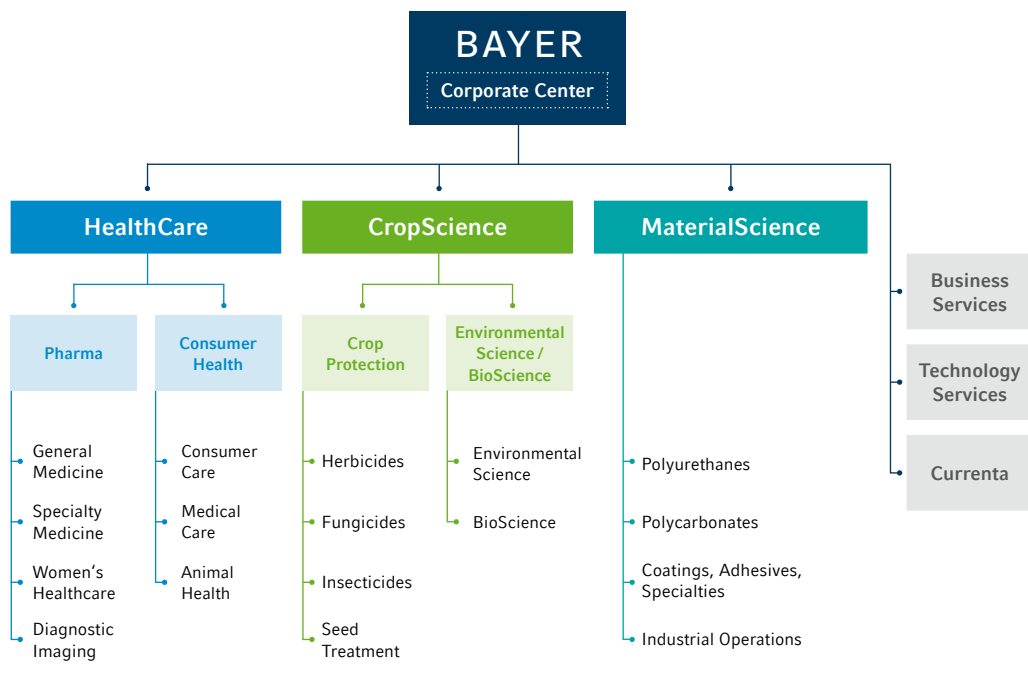 BAYER
Corporate Center
HealthCare
CropScience
MaterialScience
Business
Services
Technology
Services
Currenta
Pharma
Consumer
Health
Crop
Protection
Environmental
Science /
BioScience
General
Medicine
Specialty
Medicine
Women‘s
Healthcare
Diagnostic
Imaging
Consumer
Care
Medical
Care
Animal
Health
Herbicides
Fungicides
Insecticides
Seed
Treatment
Environmental
Science
BioScience
Polyurethanes
Polycarbonates
Coatings, Adhesives,
Specialties
Industrial Operations